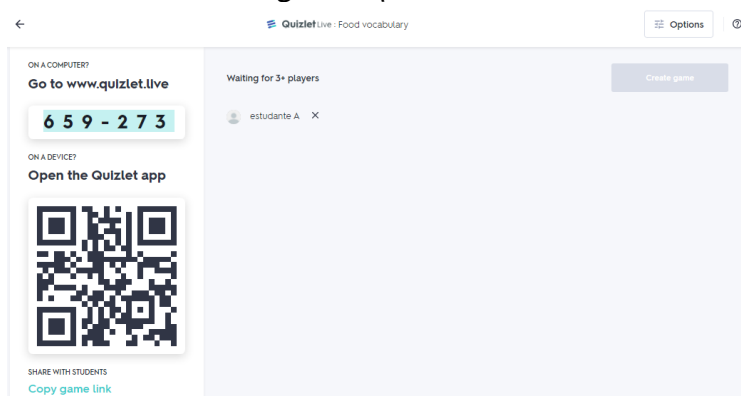 Quizlet Live : Food vocabulary
Options
ON A COMPUTER?
Go to www.quizlet.live
659-273
ON A DEVICE?
Open the Quizlet app
SHARE WITH STUDENTS
Copy game link
Waiting for 3+ players
Create game
estudante A